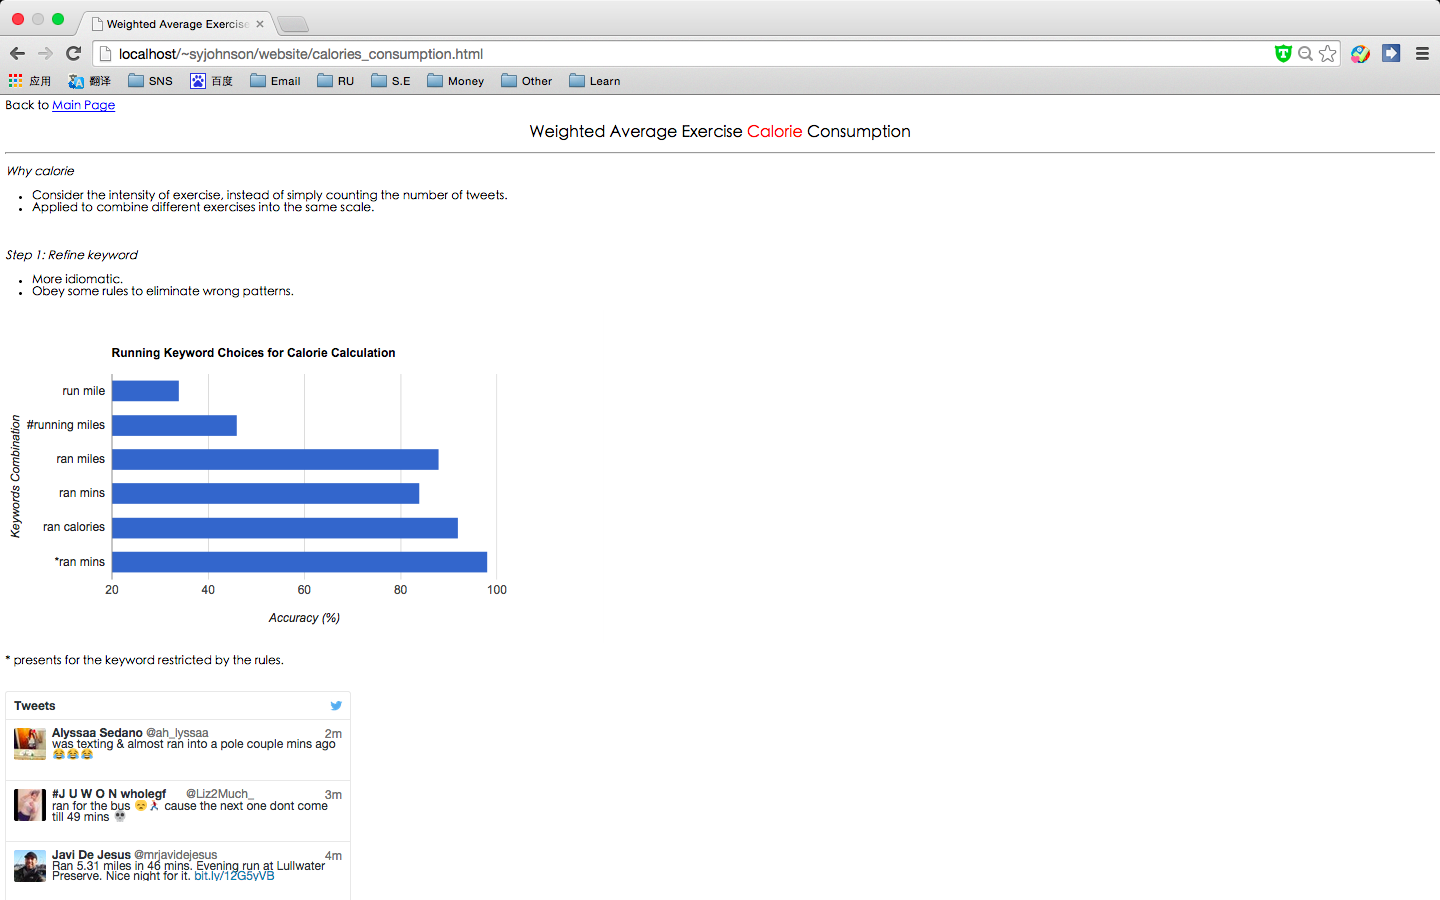 Weighted Average Exercise
localhost/~syjohnson/website/calories_consumption.html
应用 翻译 SNS 百度 Email RU S.E Money Other Learn
Back to Main Page
Weighted Average Exercise Calorie Consumption
Why calorie
• Consider the intensity of exercise, instead of simply counting the number of tweets.
• Applied to combine different exercises into the same scale.
Step 1: Refine keyword
• More idiomatic.
• Obey some rules to eliminate wrong patterns.
Running Keyword Choices for Calorie Calculation
Keywords Combination
run mile
#running miles
ran miles
ran mins
ran calories
*ran mins
20 40 60 80 100
Accuracy (%)
* presents for the keyword restricted by the rules.
Tweets
Alyssaa Sedano @ah_lyssaa 2m
was texting & almost ran into a pole couple mins ago
😂😂😂
#J U W O N wholegf @Liz2Much_ 3m
ran for the bus 😞🏃 cause the next one dont come
till 49 mins 💀
Javi De Jesus @mrjavidejesus 4m
Ran 5.31 miles in 46 mins. Evening run at Lullwater
Preserve. Nice night for it. bit.ly/12G5yVB